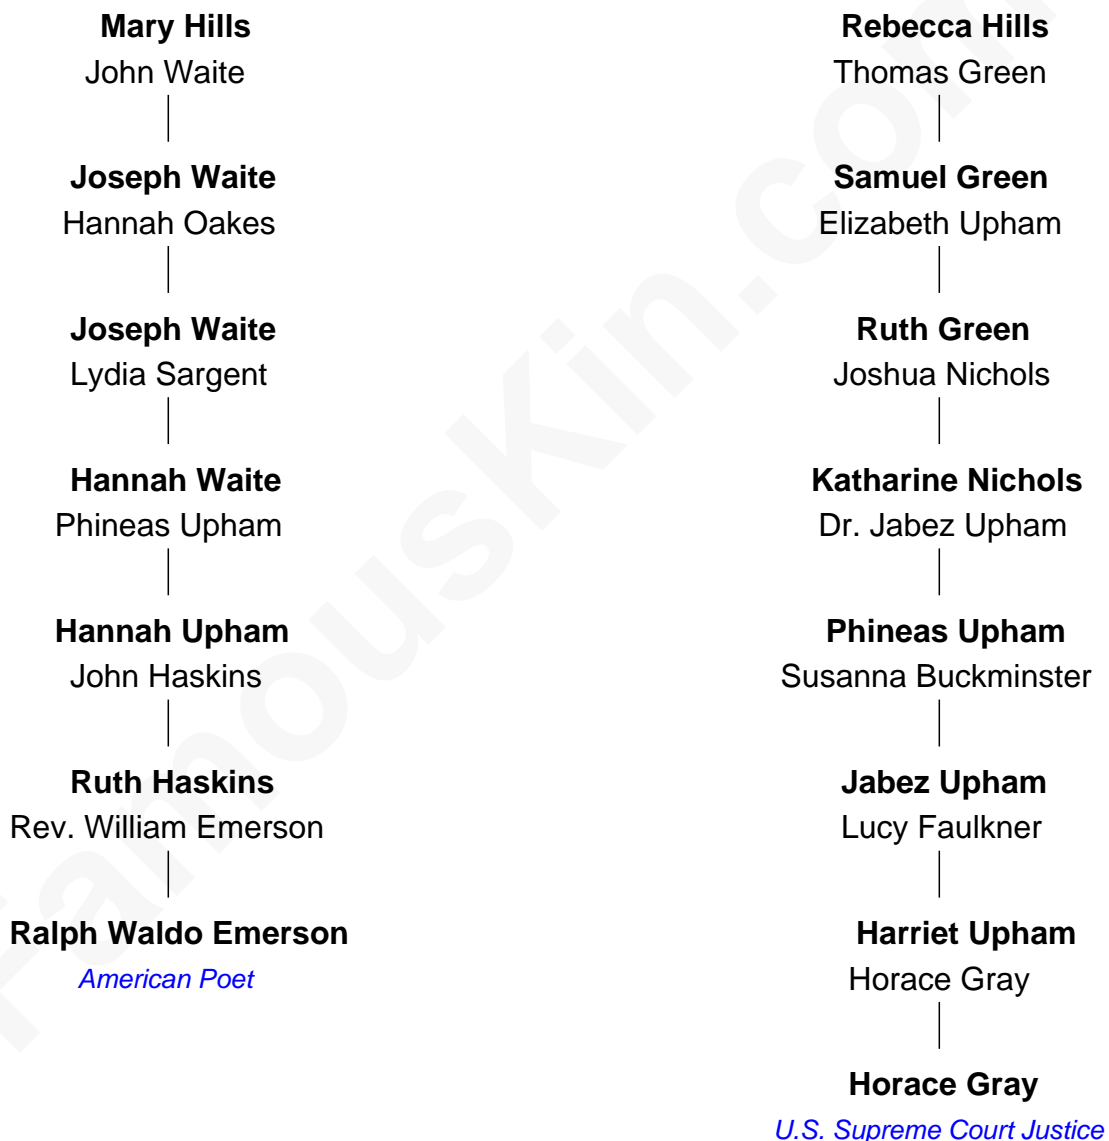 Mary Hills
John Waite
Joseph Waite
Hannah Oakes
Joseph Waite
Lydia Sargent
Hannah Waite
Phineas Upham
Hannah Upham
John Haskins
Ruth Haskins
Rev. William Emerson
Ralph Waldo Emerson
American Poet
Rebecca Hills
Thomas Green
Samuel Green
Elizabeth Upham
Ruth Green
Joshua Nichols
Katharine Nichols
Dr. Jabez Upham
Phineas Upham
Susanna Buckminster
Jabez Upham
Lucy Faulkner
Harriet Upham
Horace Gray
Horace Gray
U.S. Supreme Court Justice
FamousKin.com